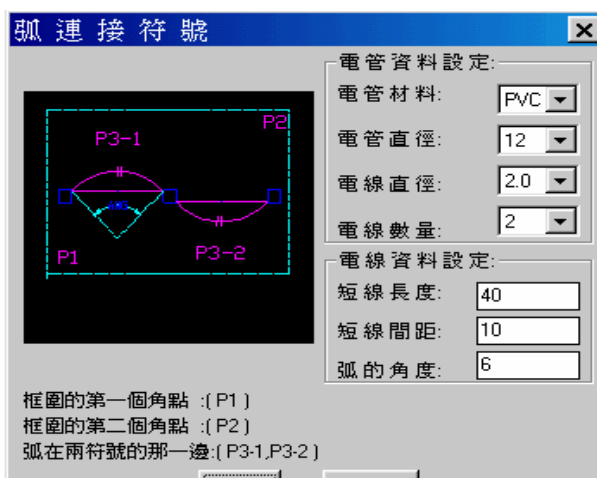 弧連接符號
電管資料設定:
電管材料: PVC
電管直徑: 12
電線直徑: 2.0
電線數量: 2
電線資料設定:
短線長度: 40
短線間距: 10
弧的角度: 6
P2
P3-1
P1
P3-2
框圍的第一個角點 :( P1 )
框圍的第二個角點 :( P2 )
弧在兩符號的那一邊:( P3-1,P3-2 )